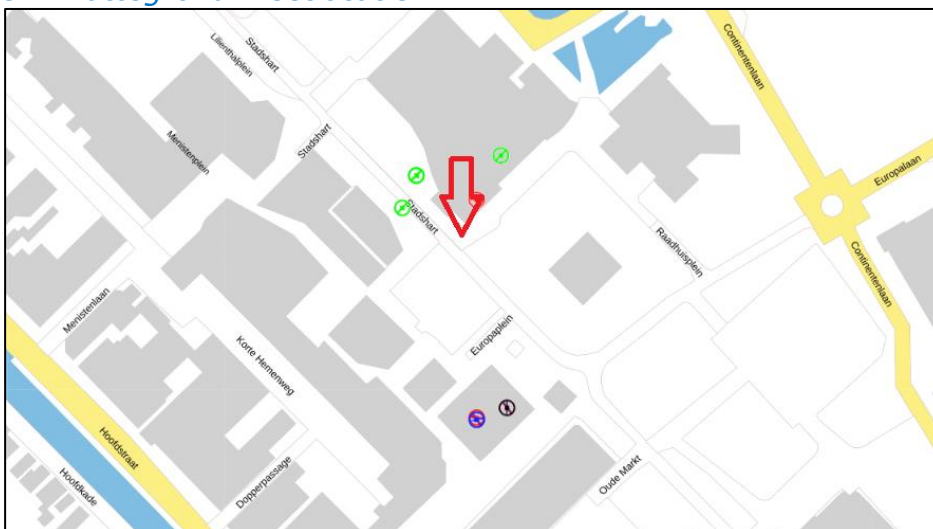 Stadshart
Lilienthalplein
Continentenlaan
Stadshart
Menistenplein
Europalaan
Stadshart
Raadhuisplein
Continentenlaan
Menistenlaan
Korte Hemenweg
Europaplein
Hoofdstraat
Dopperpassage
Hoofdkade
Oude Markt